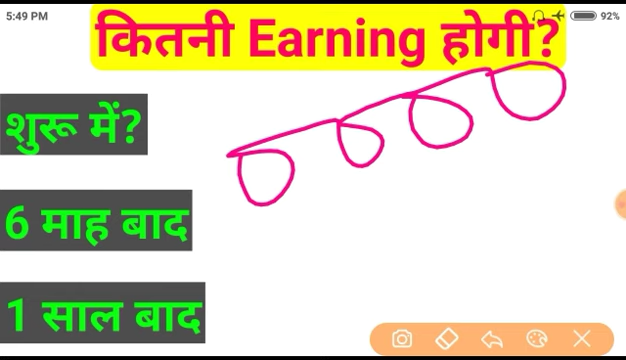 5:49 PM
92%
कितनी Earning होगी?
शुरू में?
6 माह बाद
1 साल बाद